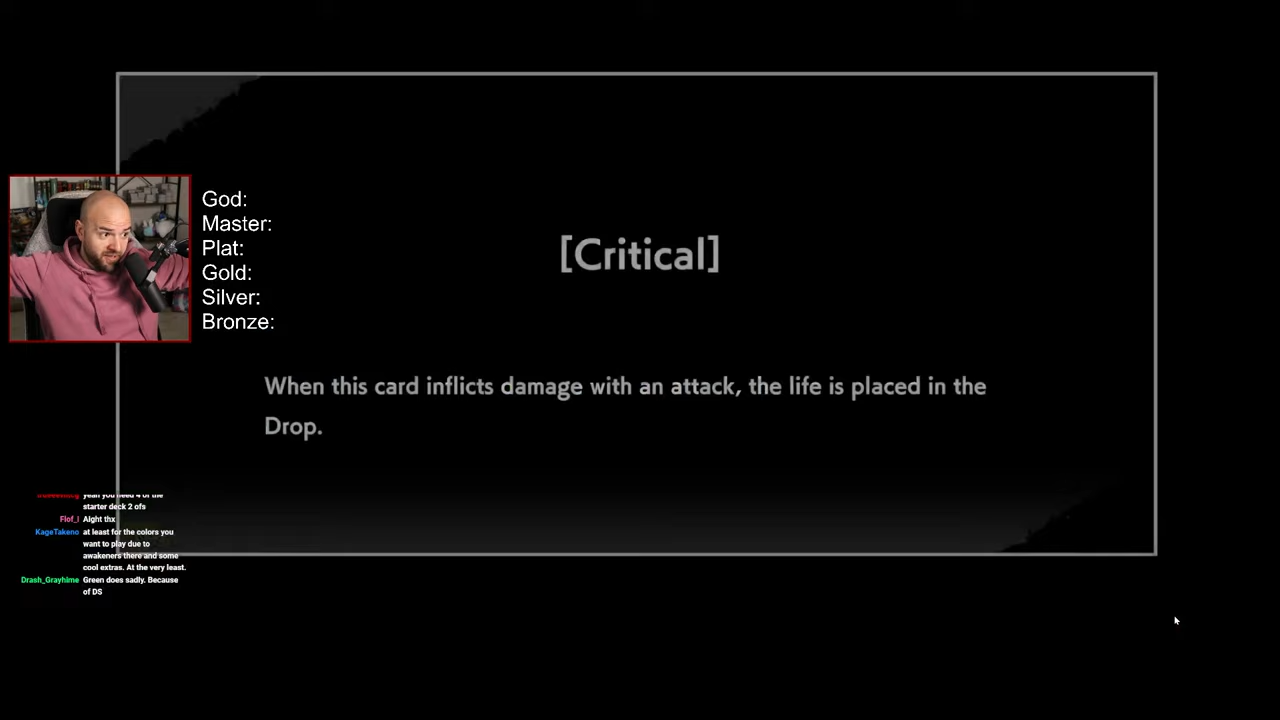 [Critical]
When this card inflicts damage with an attack, the life is placed in the
Drop.
God:
Master:
Plat:
Gold:
Silver:
Bronze:
yeah you need 4 of the
starter deck 2 ofs
Flof_l Aight thx
KageTakeno at least for the colors you
want to play due to
awakeners there and some
cool extras. At the very least.
Drash_Grayhime Green does sadly. Because
of DS